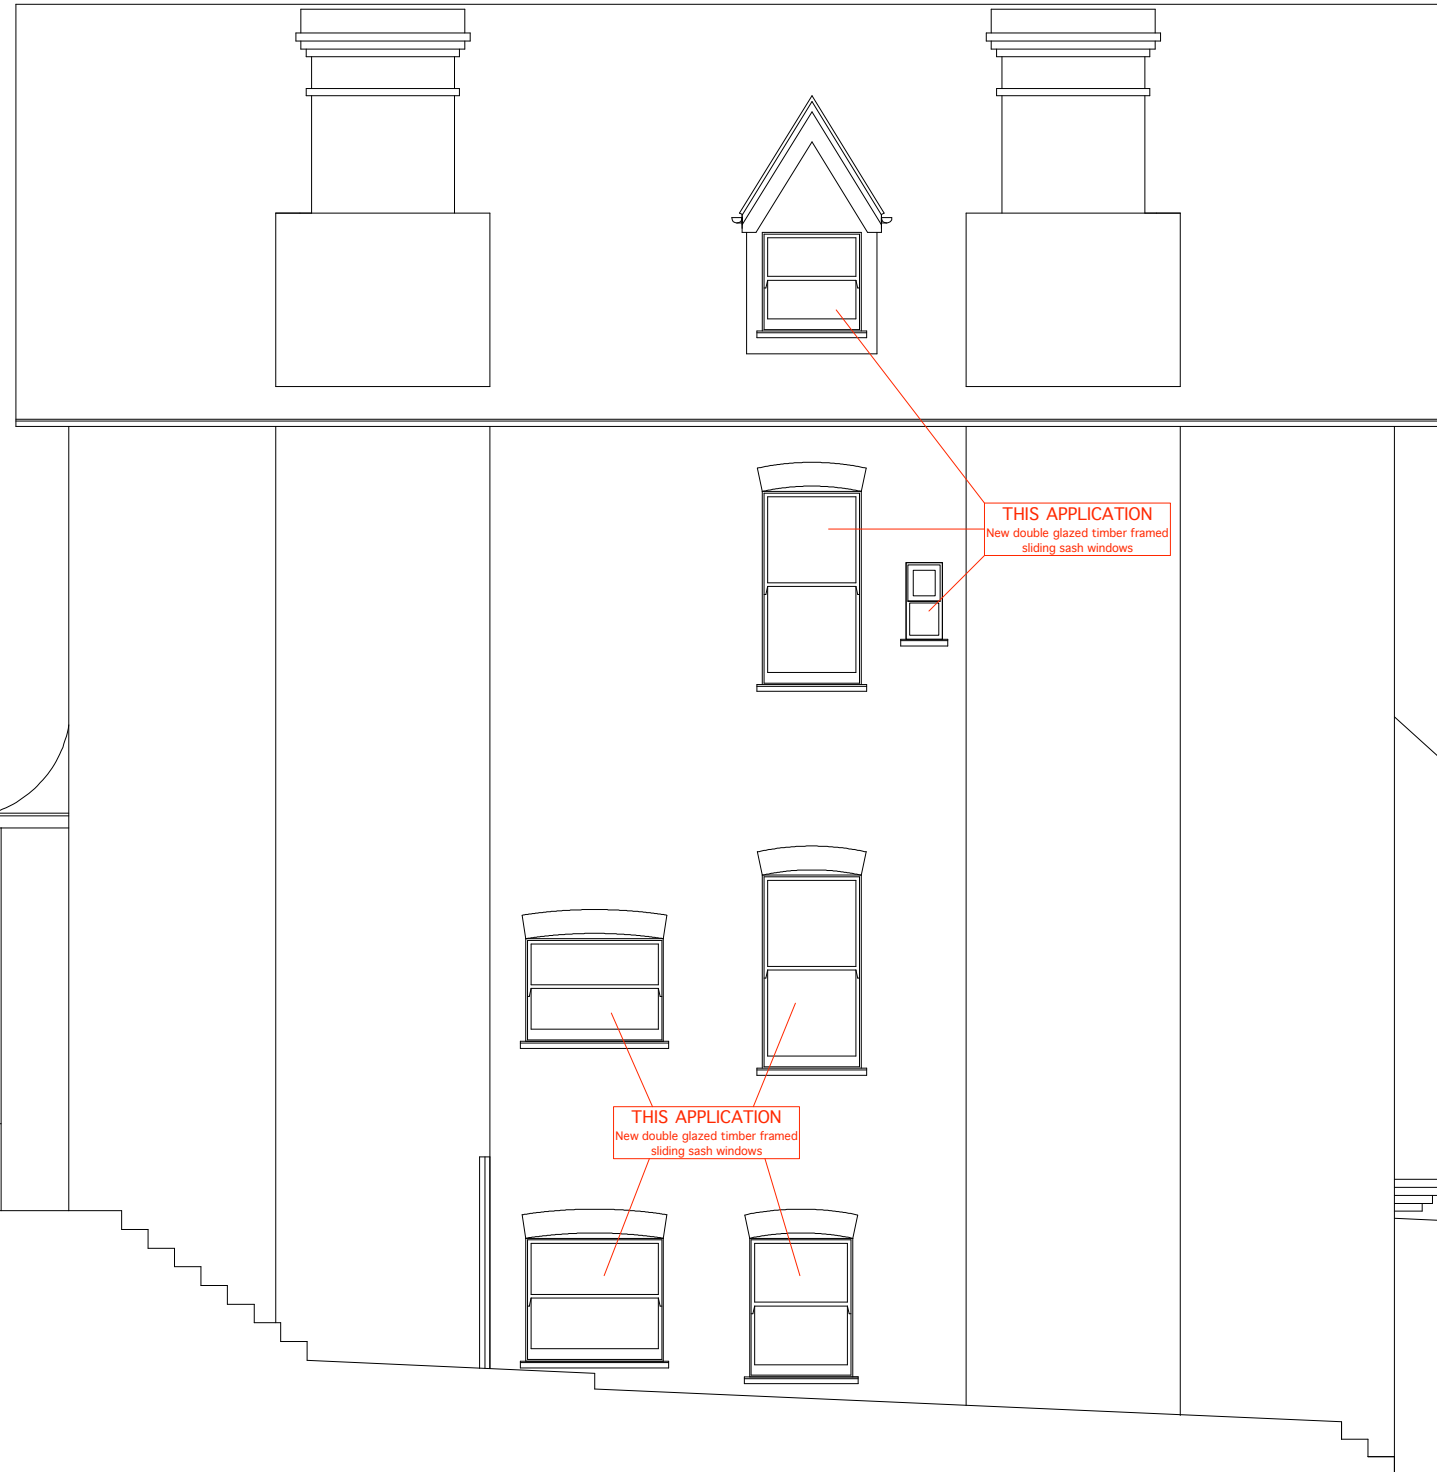 THIS APPLICATION
New double glazed timber framed
sliding sash windows
THIS APPLICATION
New double glazed timber framed
sliding sash windows